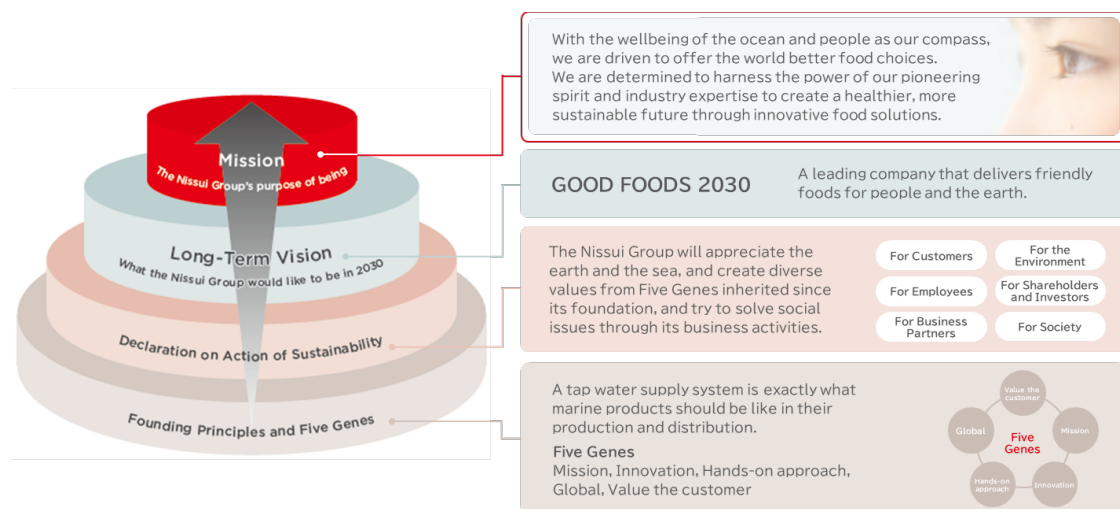 Mission
The Nissui Group's purpose of being
Long-Term Vision
What the Nissui Group would like to be in 2030
Declaration on Action of Sustainability
Founding Principles and Five Genes
With the wellbeing of the ocean and people as our compass,
we are driven to offer the world better food choices.
We are determined to harness the power of our pioneering
spirit and industry expertise to create a healthier, more
sustainable future through innovative food solutions.
GOOD FOODS 2030
A leading company that delivers friendly
foods for people and the earth.
The Nissui Group will appreciate the
earth and the sea, and create diverse
values from Five Genes inherited since
its foundation, and try to solve social
issues through its business activities.
For Customers
For the
Environment
For Employees
For Shareholders
and Investors
For Business
Partners
For Society
A tap water supply system is exactly what
marine products should be like in their
production and distribution.
Five Genes
Mission, Innovation, Hands-on approach,
Global, Value the customer
Value the
customer
Global
Mission
Five
Genes
Hands-on
approach
Innovation